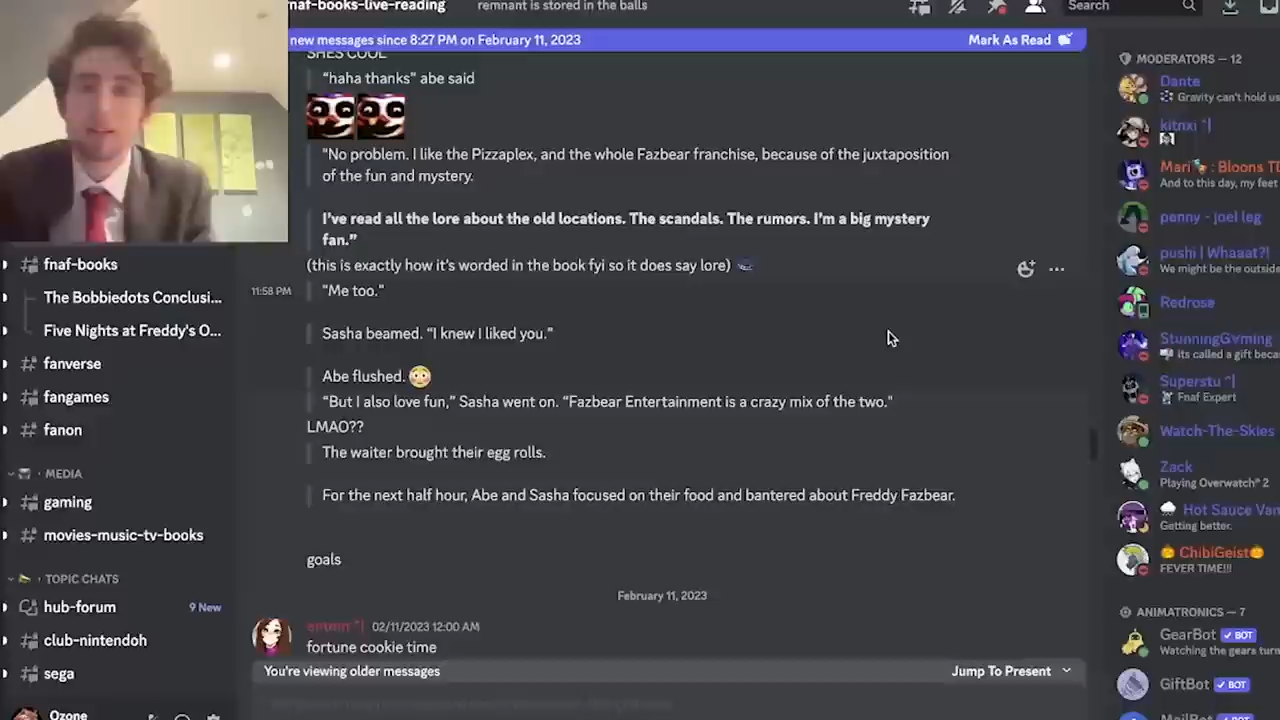 fnaf-books-live-reading
remnant is stored in the balls
Search
new messages since 8:27 PM on February 11, 2023
Mark As Read
SHES COOL
"haha thanks" abe said
"No problem. I like the Pizzaplex, and the whole Fazbear franchise, because of the juxtaposition
of the fun and mystery.
I've read all the lore about the old locations. The scandals. The rumors. I'm a big mystery
fan."
(this is exactly how it's worded in the book fyi so it does say lore)
11:58 PM
"Me too."
Sasha beamed. "I knew I liked you."
Abe flushed.
"But I also love fun," Sasha went on. "Fazbear Entertainment is a crazy mix of the two."
LMAO??
The waiter brought their egg rolls.
For the next half hour, Abe and Sasha focused on their food and bantered about Freddy Fazbear.
goals
February 11, 2023
02/11/2023 12:00 AM
fortune cookie time
You're viewing older messages
Jump To Present
fnaf-books
The Bobbiedots Conclusi...
Five Nights at Freddy's O...
fanverse
fangames
fanon
MEDIA
gaming
movies-music-tv-books
TOPIC CHATS
hub-forum
9 New
club-nintendoh
sega
Ozone
MODERATORS — 12
Dante
Gravity can't hold us
kitnxi ^|
Mari : Bloons TD
And to this day, my feet
penny - joel leg
pushi | Whaaat?!
We might be the outside
Redrose
StunningG∀ming
its called a gift beca
Superstu ^|
Fnaf Expert
Watch-The-Skies
Zack
Playing Overwatch® 2
Hot Sauce Van
Getting better.
ChibiGeist
FEVER TIME!!!
ANIMATRONICS — 7
GearBot
BOT
Watching the gears turn
GiftBot
BOT
MailBot
BOT